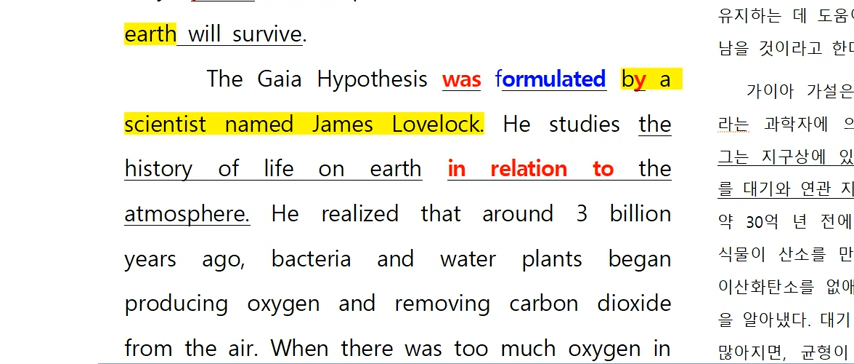 earth will survive.
The Gaia Hypothesis was formulated by a
scientist named James Lovelock. He studies the
history of life on earth in relation to the
atmosphere. He realized that around 3 billion
years ago, bacteria and water plants began
producing oxygen and removing carbon dioxide
from the air. When there was too much oxygen in
유지하는 데 도움이
남을 것이라고 한다
가이아 가설은
라는 과학자에 의
그는 지구상에 있
를 대기와 연관 지
약 30억 년 전에
식물이 산소를 만
이산화탄소를 없애
을 알아냈다. 대기
많아지면, 균형이